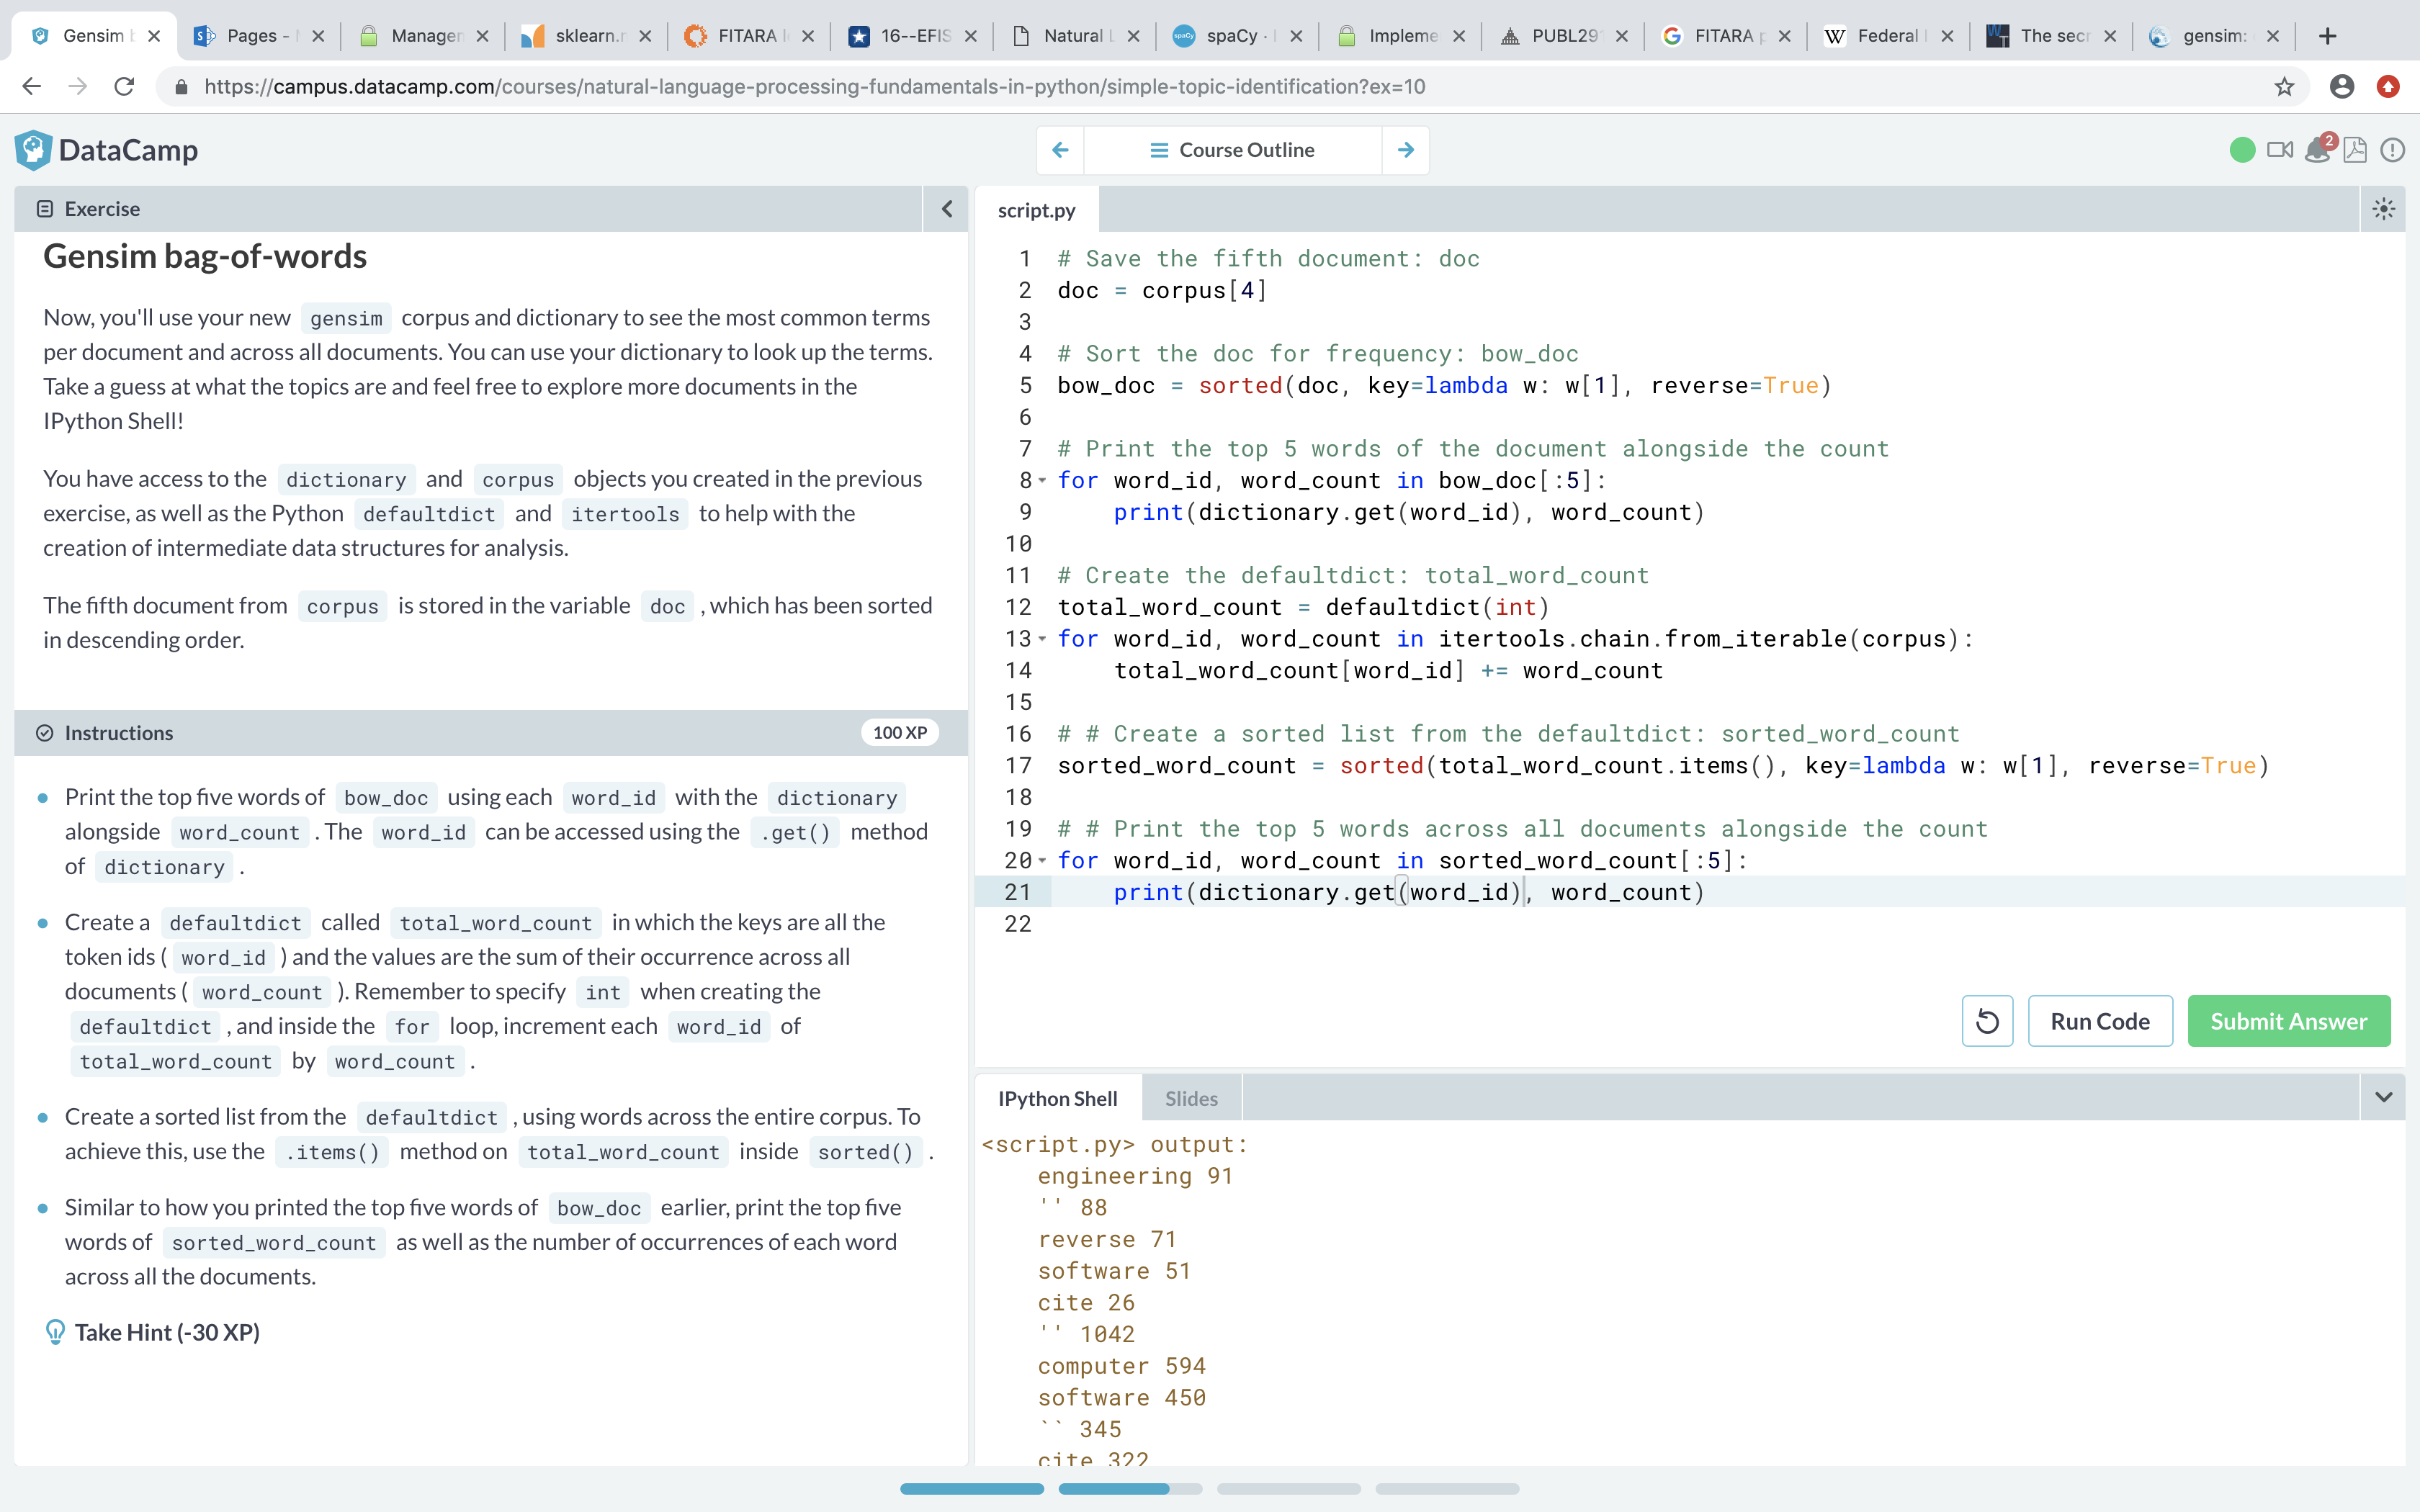 Gensim b
Pages -
Manager
sklearn.r
FITARA I
16--EFIS
Natural L
spaCy ·
Impleme
PUBL29
FITARA p
Federal
The secr
gensim:
https://campus.datacamp.com/courses/natural-language-processing-fundamentals-in-python/simple-topic-identification?ex=10
DataCamp
Course Outline
2
Exercise
Gensim bag-of-words
Now, you'll use your new gensim corpus and dictionary to see the most common terms
per document and across all documents. You can use your dictionary to look up the terms.
Take a guess at what the topics are and feel free to explore more documents in the
IPython Shell!
You have access to the dictionary and corpus objects you created in the previous
exercise, as well as the Python defaultdict and itertools to help with the
creation of intermediate data structures for analysis.
The fifth document from corpus is stored in the variable doc , which has been sorted
in descending order.
Instructions
100 XP
Print the top five words of bow_doc using each word_id with the dictionary
alongside word_count . The word_id can be accessed using the .get() method
of dictionary .
Create a defaultdict called total_word_count in which the keys are all the
token ids ( word_id ) and the values are the sum of their occurrence across all
documents ( word_count ). Remember to specify int when creating the
defaultdict , and inside the for loop, increment each word_id of
total_word_count by word_count .
Create a sorted list from the defaultdict , using words across the entire corpus. To
achieve this, use the .items() method on total_word_count inside sorted() .
Similar to how you printed the top five words of bow_doc earlier, print the top five
words of sorted_word_count as well as the number of occurrences of each word
across all the documents.
Take Hint (-30 XP)
script.py
1 # Save the fifth document: doc
2 doc = corpus[4]
3
4 # Sort the doc for frequency: bow_doc
5 bow_doc = sorted(doc, key=lambda w: w[1], reverse=True)
6
7 # Print the top 5 words of the document alongside the count
8 for word_id, word_count in bow_doc[:5]:
9     print(dictionary.get(word_id), word_count)
10
11 # Create the defaultdict: total_word_count
12 total_word_count = defaultdict(int)
13 for word_id, word_count in itertools.chain.from_iterable(corpus):
14     total_word_count[word_id] += word_count
15
16 # # Create a sorted list from the defaultdict: sorted_word_count
17 sorted_word_count = sorted(total_word_count.items(), key=lambda w: w[1], reverse=True)
18
19 # # Print the top 5 words across all documents alongside the count
20 for word_id, word_count in sorted_word_count[:5]:
21     print(dictionary.get(word_id), word_count)
22
Run Code
Submit Answer
IPython Shell
Slides
<script.py> output:
engineering 91
'' 88
reverse 71
software 51
cite 26
'' 1042
computer 594
software 450
`` 345
cite 322